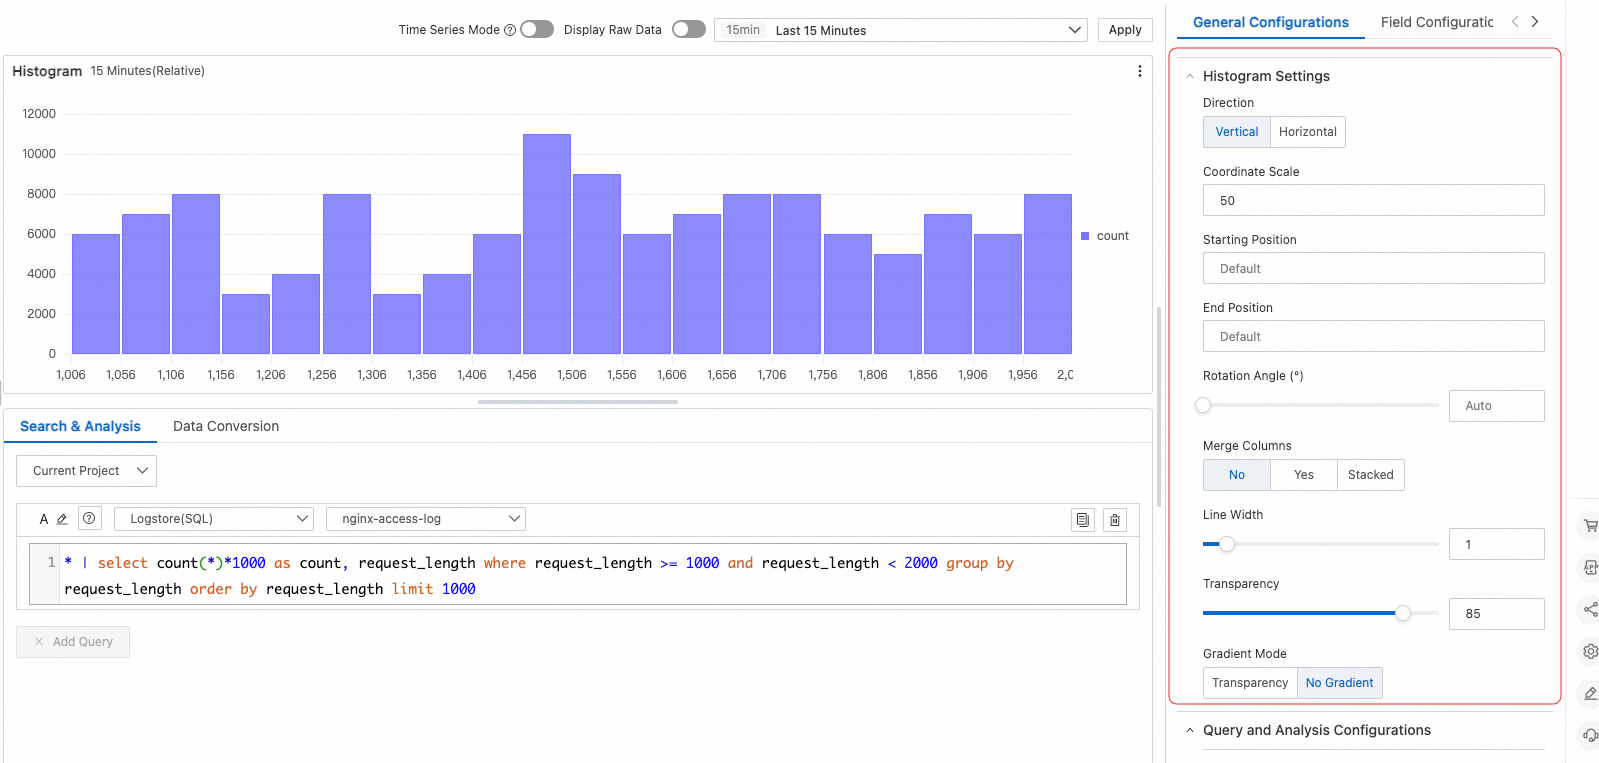 Time Series Mode
Display Raw Data
15min Last 15 Minutes
Apply
General Configurations
Field Configuratic
Histogram 15 Minutes(Relative)
12000
10000
8000
6000
4000
2000
0
1,006 1,056 1,106 1,156 1,206 1,256 1,306 1,356 1,406 1,456 1,506 1,556 1,606 1,656 1,706 1,756 1,806 1,856 1,906 1,956 2,0
count
Search & Analysis
Data Conversion
Current Project
A
Logstore(SQL)
nginx-access-log
1 * | select count(*)*1000 as count, request_length where request_length >= 1000 and request_length < 2000 group by
request_length order by request_length limit 1000
Add Query
Histogram Settings
Direction
Vertical Horizontal
Coordinate Scale
50
Starting Position
Default
End Position
Default
Rotation Angle (°)
Auto
Merge Columns
No Yes Stacked
Line Width
1
Transparency
85
Gradient Mode
Transparency No Gradient
Query and Analysis Configurations